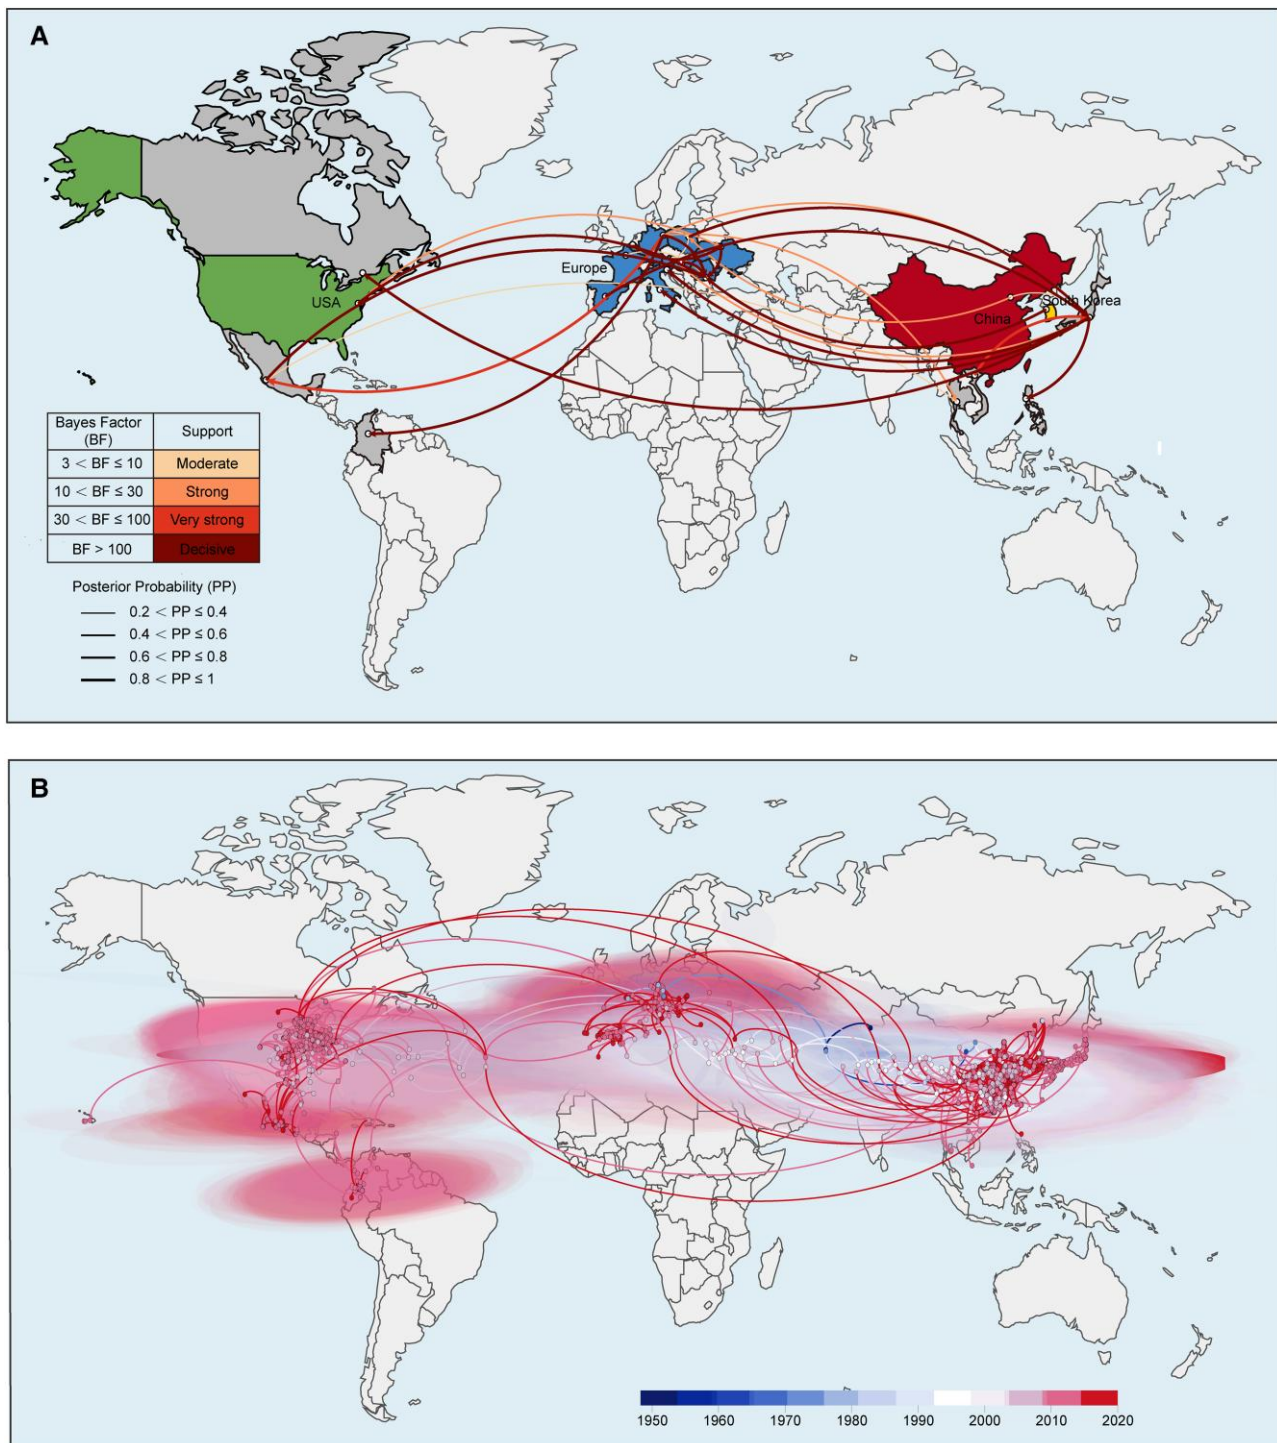 A
Europe
USA
South Korea
China
Bayes Factor (BF) Support
3 < BF ≤ 10 Moderate
10 < BF ≤ 30 Strong
30 < BF ≤ 100 Very strong
BF > 100 Decisive
Posterior Probability (PP)
0.2 < PP ≤ 0.4
0.4 < PP ≤ 0.6
0.6 < PP ≤ 0.8
0.8 < PP ≤ 1
B
1950 1960 1970 1980 1990 2000 2010 2020